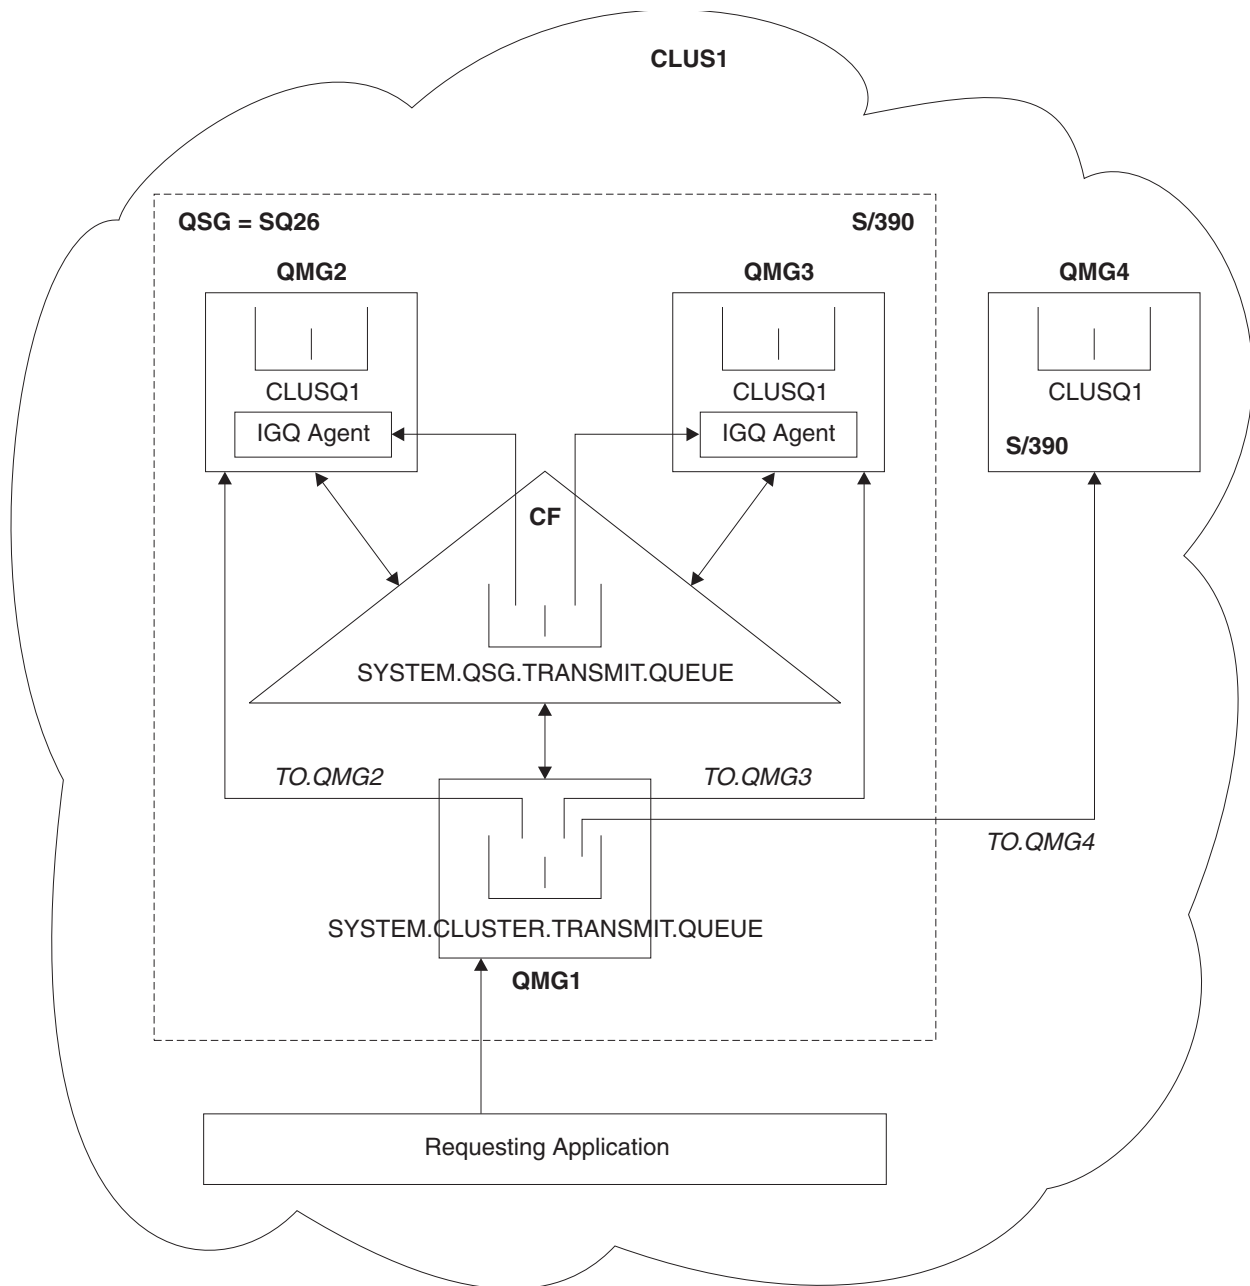 CLUS1
QSG = SQ26
S/390
QMG2
QMG3
QMG4
CLUSQ1
CLUSQ1
CLUSQ1
IGQ Agent
IGQ Agent
S/390
CF
SYSTEM.QSG.TRANSMIT.QUEUE
TO.QMG2
TO.QMG3
TO.QMG4
SYSTEM.CLUSTER.TRANSMIT.QUEUE
QMG1
Requesting Application